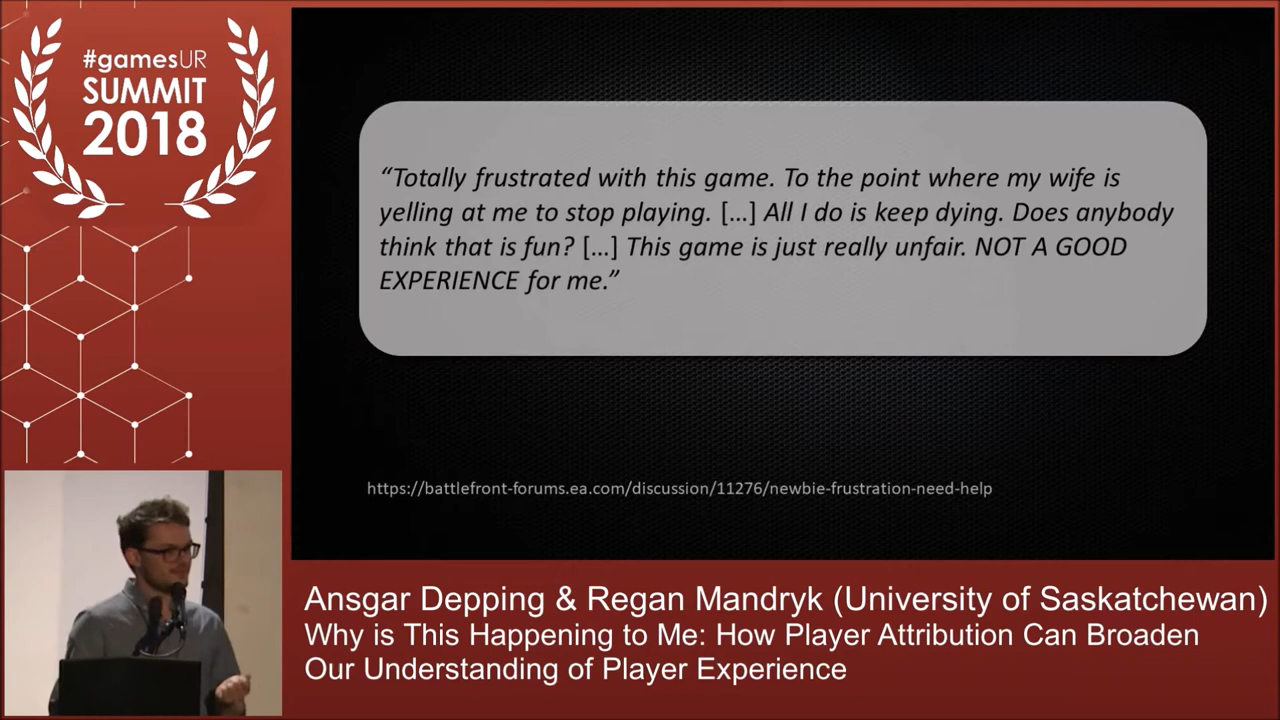 #gamesUR
SUMMIT
2018
“Totally frustrated with this game. To the point where my wife is
yelling at me to stop playing. [...] All I do is keep dying. Does anybody
think that is fun? [...] This game is just really unfair. NOT A GOOD
EXPERIENCE for me.”
https://battlefront-forums.ea.com/discussion/11276/newbie-frustration-need-help
Ansgar Depping & Regan Mandryk (University of Saskatchewan)
Why is This Happening to Me: How Player Attribution Can Broaden
Our Understanding of Player Experience